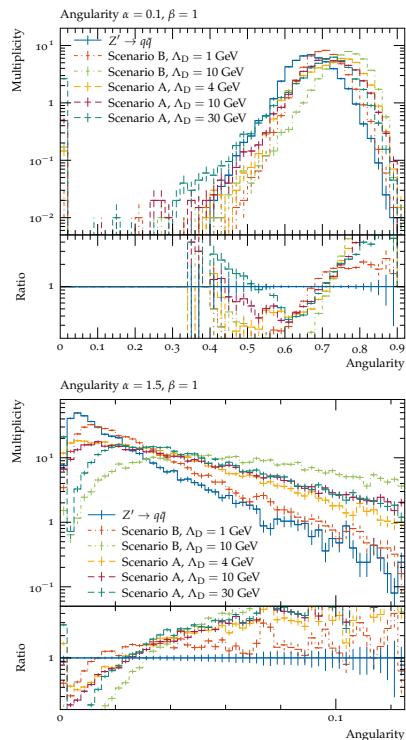 Angularity α = 0.1, β = 1
Multiplicity
10¹
1
10⁻¹
10⁻²
Z′ → qq̄
Scenario B, Λ_D = 1 GeV
Scenario B, Λ_D = 10 GeV
Scenario A, Λ_D = 4 GeV
Scenario A, Λ_D = 10 GeV
Scenario A, Λ_D = 30 GeV
Ratio
1
0 0.1 0.2 0.3 0.4 0.5 0.6 0.7 0.8 0.9
Angularity
Angularity α = 1.5, β = 1
Multiplicity
10¹
1
10⁻¹
Z′ → qq̄
Scenario B, Λ_D = 1 GeV
Scenario B, Λ_D = 10 GeV
Scenario A, Λ_D = 4 GeV
Scenario A, Λ_D = 10 GeV
Scenario A, Λ_D = 30 GeV
Ratio
1
0 0.1
Angularity